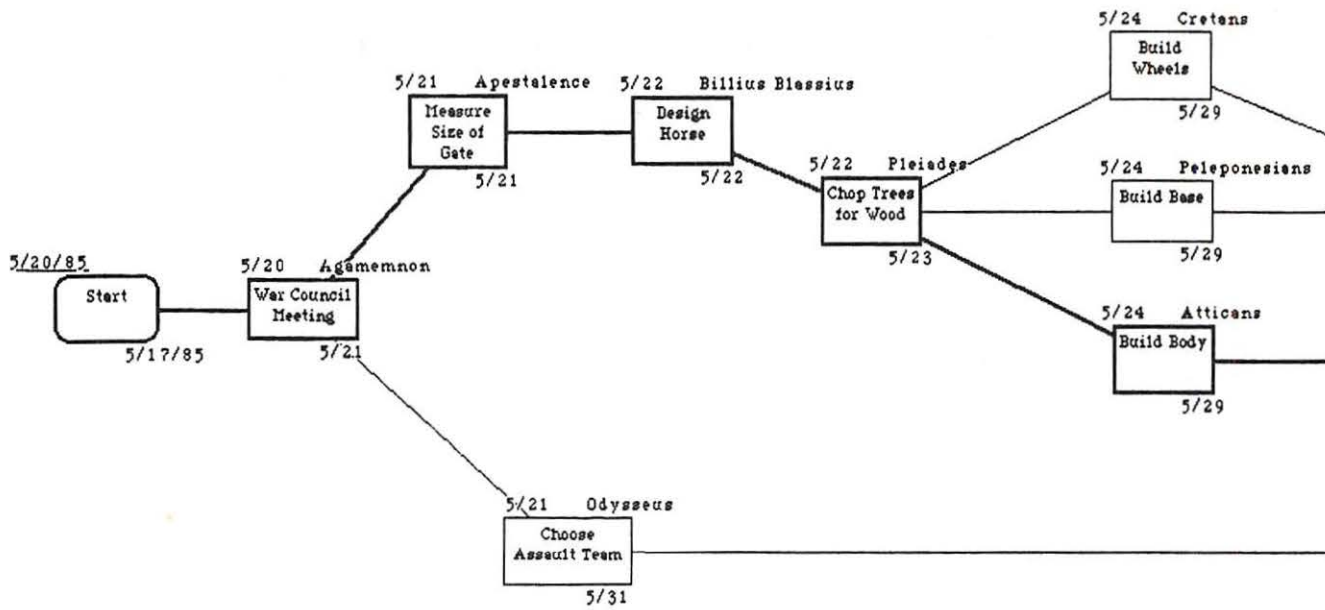 5/24 Cretans
Build
Wheels
5/29
5/21 Apestalence
Measure
Size of
Gate
5/21
5/22 Billius Blassius
Design
Horse
5/22
5/22 Pleiades
Chop Trees
for Wood
5/23
5/24 Peleponesians
Build Base
5/29
5/20/85
Start
5/17/85
5/20 Agamemnon
War Council
Meeting
5/21
5/24 Atticans
Build Body
5/29
5/21 Odysseus
Choose
Assault Team
5/31